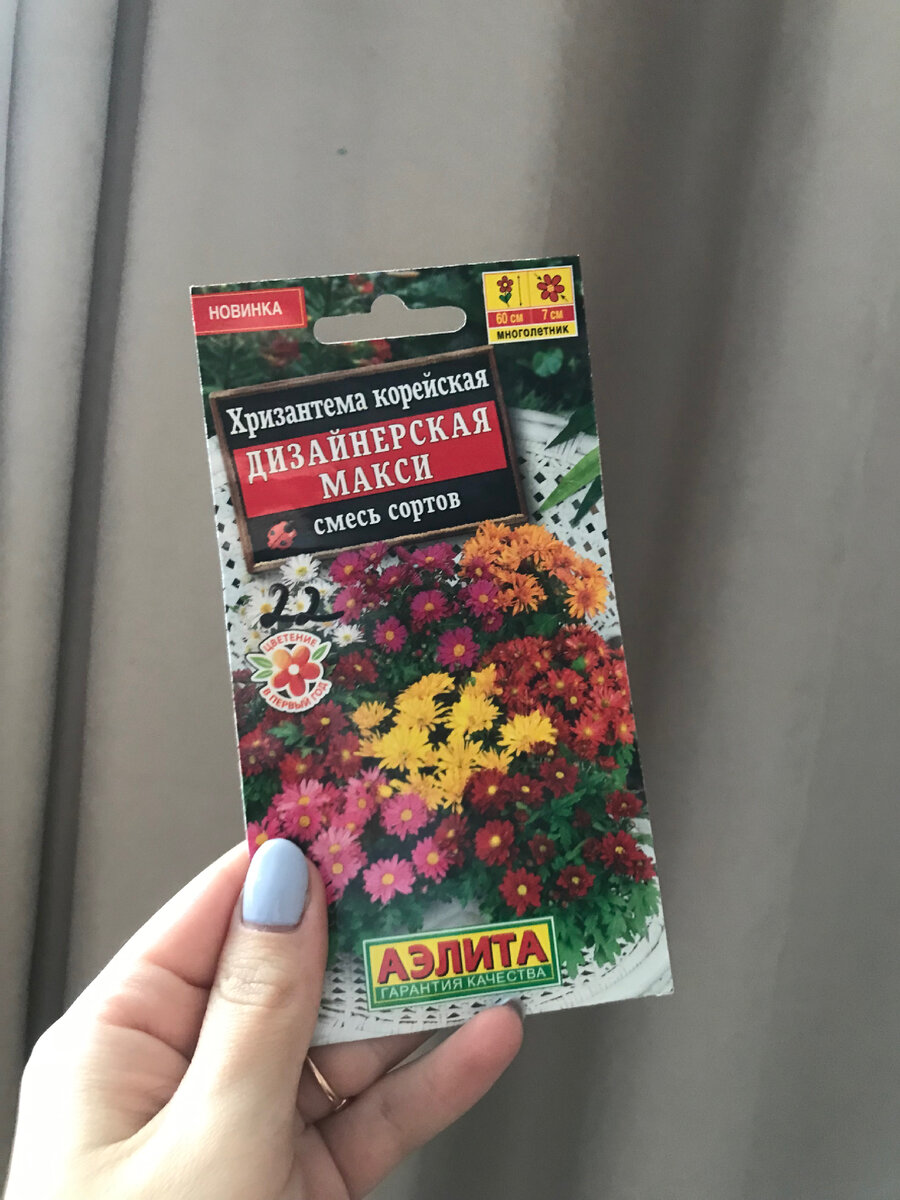 НОВИНКА
60 см 7 см
многолетник
Хризантема корейская
ДИЗАЙНЕРСКАЯ
МАКСИ
смесь сортов
22
ЦВЕТЕНИЕ
В ПЕРВЫЙ ГОД
АЭЛИТА
ГАРАНТИЯ КАЧЕСТВА